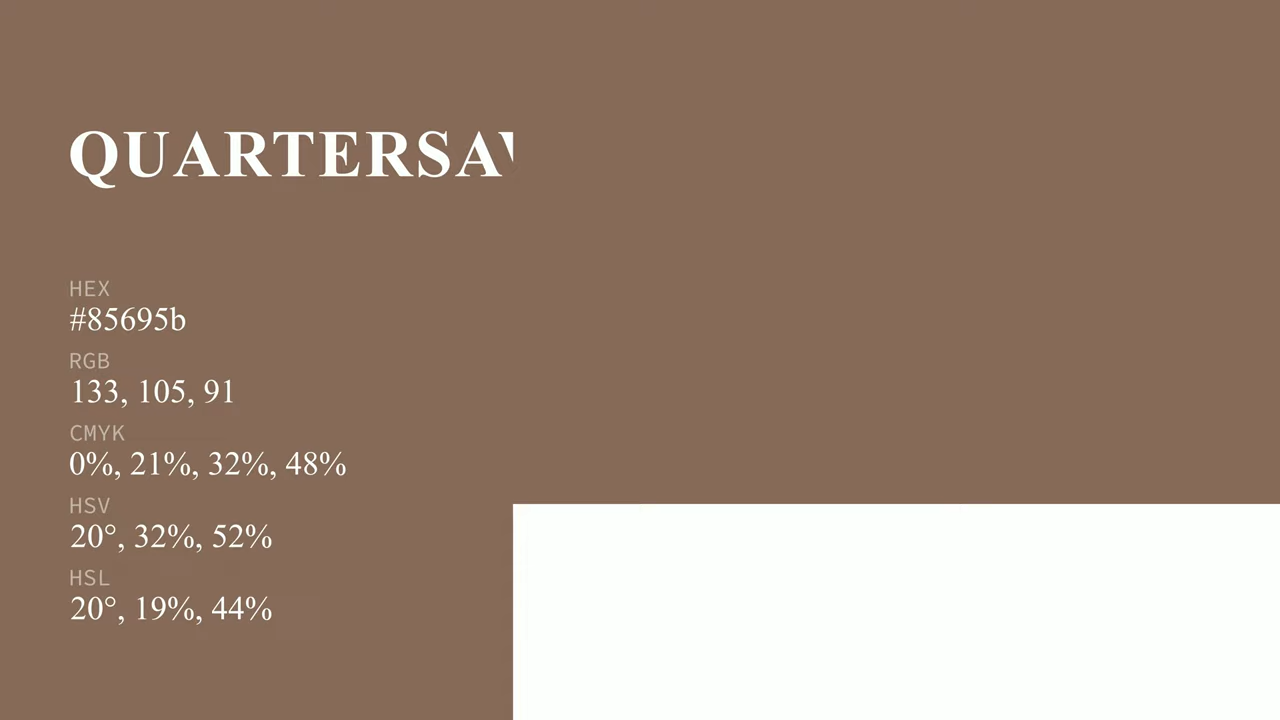 QUARTERSA
HEX
#85695b
RGB
133, 105, 91
CMYK
0%, 21%, 32%, 48%
HSV
20°, 32%, 52%
HSL
20°, 19%, 44%